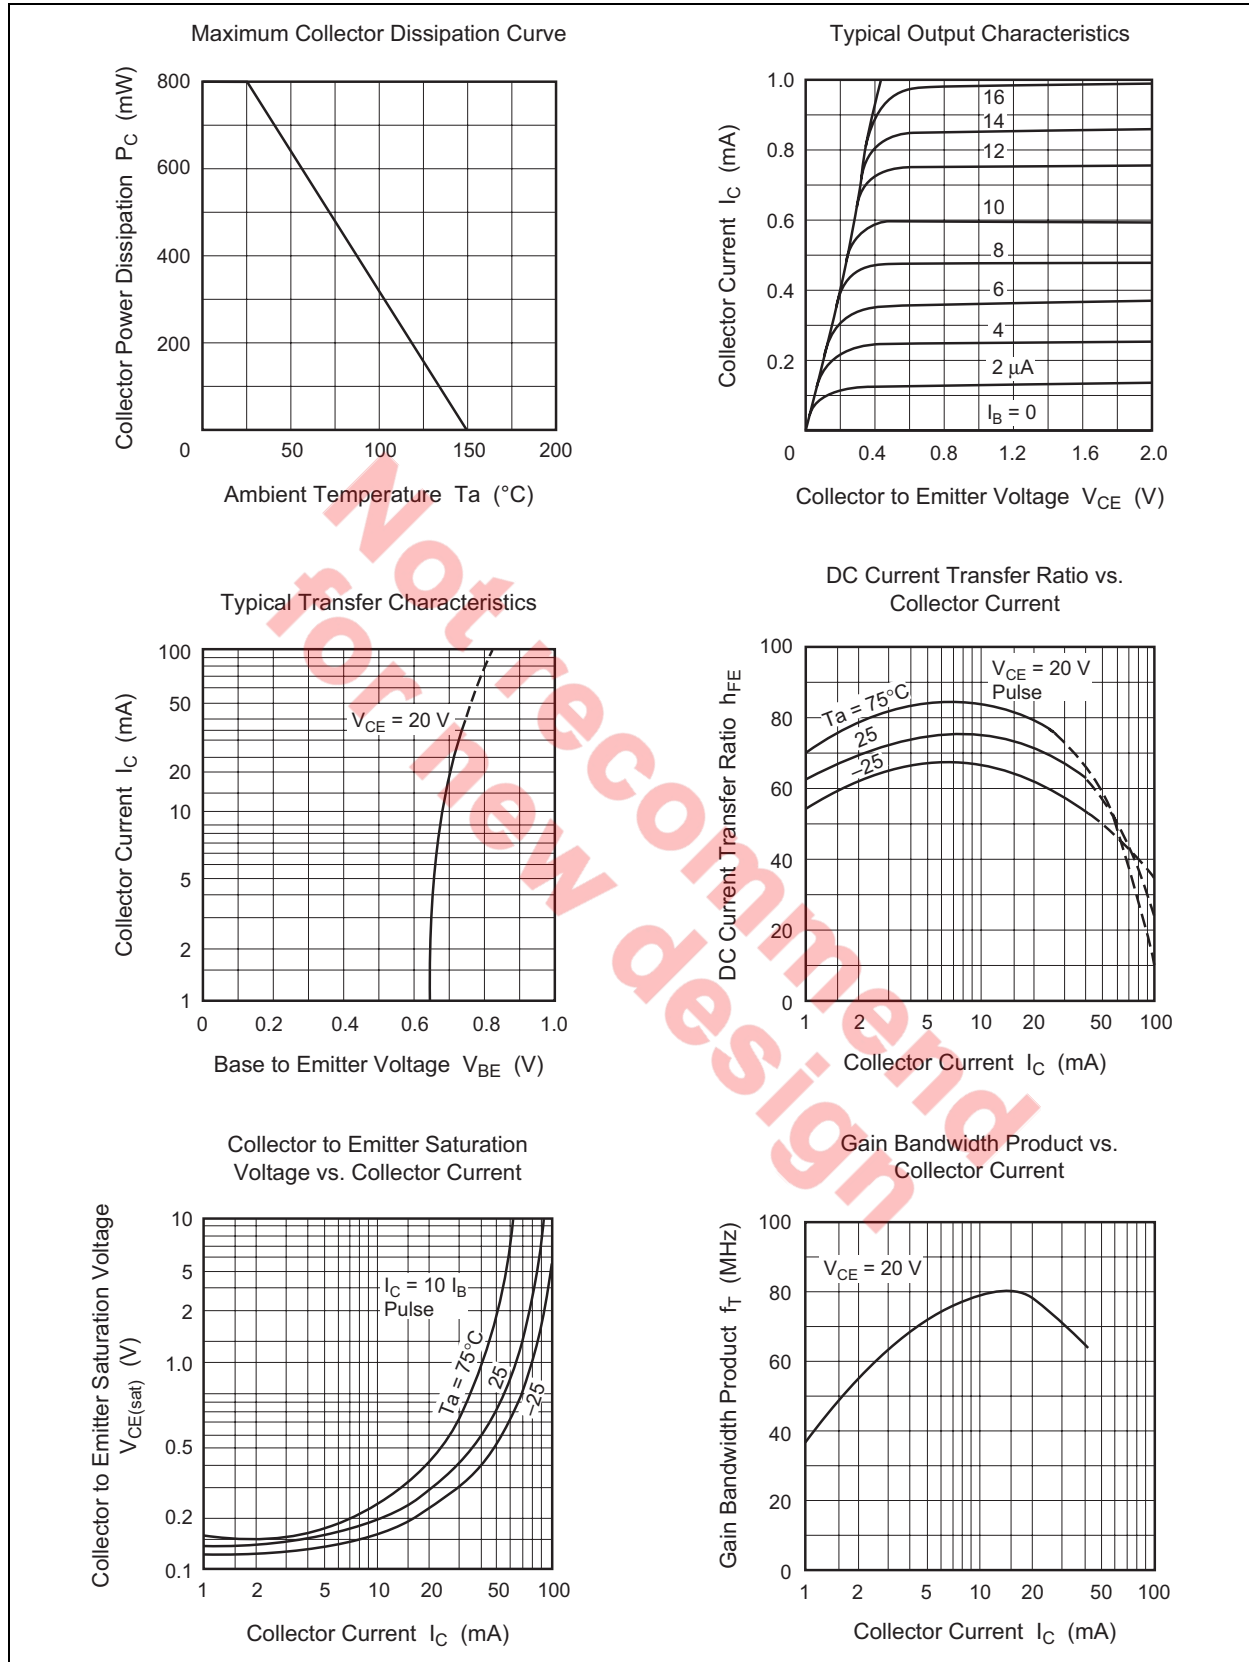 Maximum Collector Dissipation Curve
Collector Power Dissipation PC (mW)
800
600
400
200
0
50
100
150
200
Ambient Temperature Ta (°C)
Typical Output Characteristics
Collector Current IC (mA)
1.0
0.8
0.6
0.4
0.2
16
14
12
10
8
6
4
2 μA
IB = 0
0
0.4
0.8
1.2
1.6
2.0
Collector to Emitter Voltage VCE (V)
Typical Transfer Characteristics
Collector Current IC (mA)
100
50
20
10
5
2
1
VCE = 20 V
0
0.2
0.4
0.6
0.8
1.0
Base to Emitter Voltage VBE (V)
DC Current Transfer Ratio vs.
Collector Current
DC Current Transfer Ratio hFE
100
80
60
40
20
0
VCE = 20 V
Pulse
Ta = 75°C
25
–25
1
2
5
10
20
50
100
Collector Current IC (mA)
Collector to Emitter Saturation
Voltage vs. Collector Current
Collector to Emitter Saturation Voltage
VCE(sat) (V)
10
5
2
1.0
0.5
0.2
0.1
IC = 10 IB
Pulse
Ta = 75°C
25
–25
1
2
5
10
20
50
100
Collector Current IC (mA)
Gain Bandwidth Product vs.
Collector Current
Gain Bandwidth Product fT (MHz)
100
80
60
40
20
0
VCE = 20 V
1
2
5
10
20
50
100
Collector Current IC (mA)
Not recommend
for new design